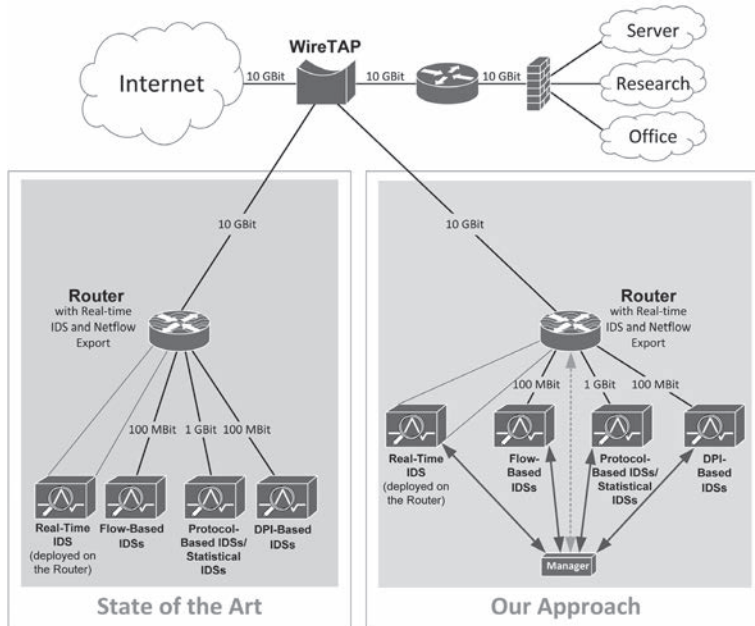 WireTAP
Internet
10 GBit
10 GBit
10 GBit
Server
Research
Office
10 GBit
Router
with Real-time
IDS and Netflow
Export
100 MBit
1 GBit
100 MBit
Real-Time
IDS
(deployed on
the Router)
Flow-Based
IDSs
Protocol-
Based IDSs/
Statistical
IDSs
DPI-Based
IDSs
State of the Art
10 GBit
Router
with Real-time
IDS and Netflow
Export
100 MBit
1 GBit
100 MBit
Real-Time
IDS
(deployed on
the Router)
Flow-
Based
IDSs
Protocol-
Based IDSs/
Statistical
IDSs
DPI-
Based
IDSs
Manager
Our Approach